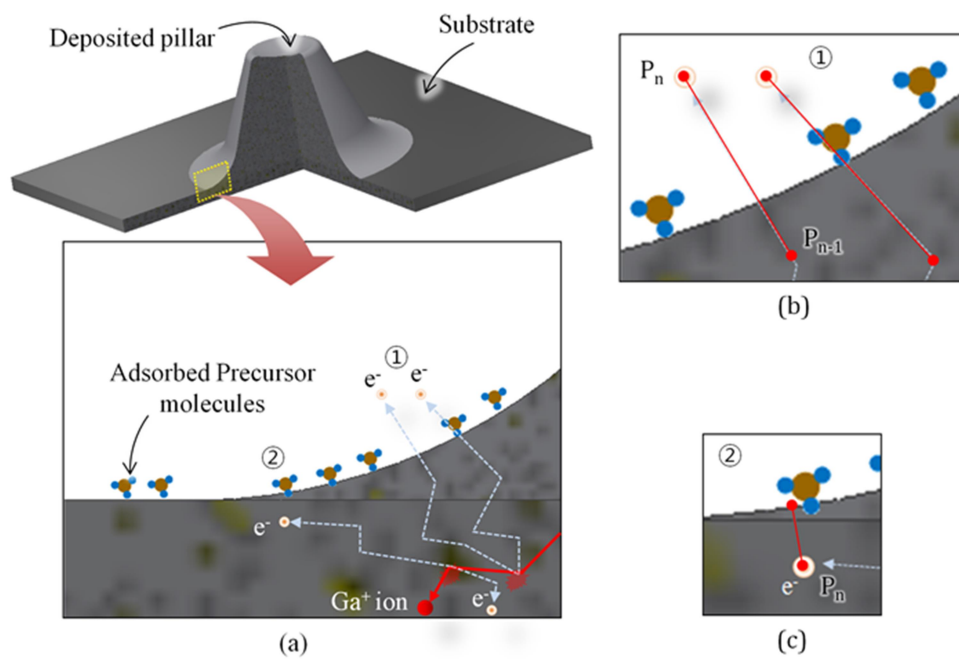 Deposited pillar
Substrate
Adsorbed Precursor
molecules
①
e⁻ e⁻
②
e⁻
Ga⁺ ion
e⁻
(a)
①
Pₙ
Pₙ₋₁
(b)
②
e⁻
Pₙ
(c)